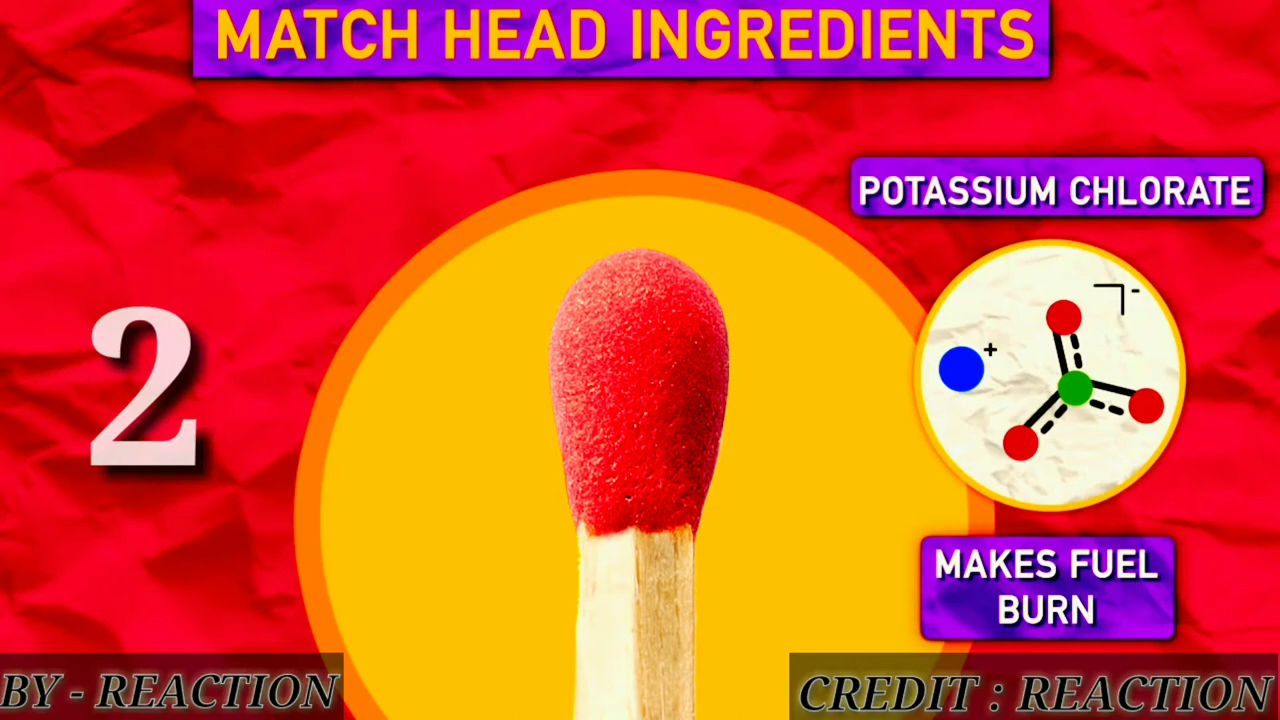 MATCH HEAD INGREDIENTS
POTASSIUM CHLORATE
+
-
2
MAKES FUEL
BURN
BY - REACTION
CREDIT : REACTION